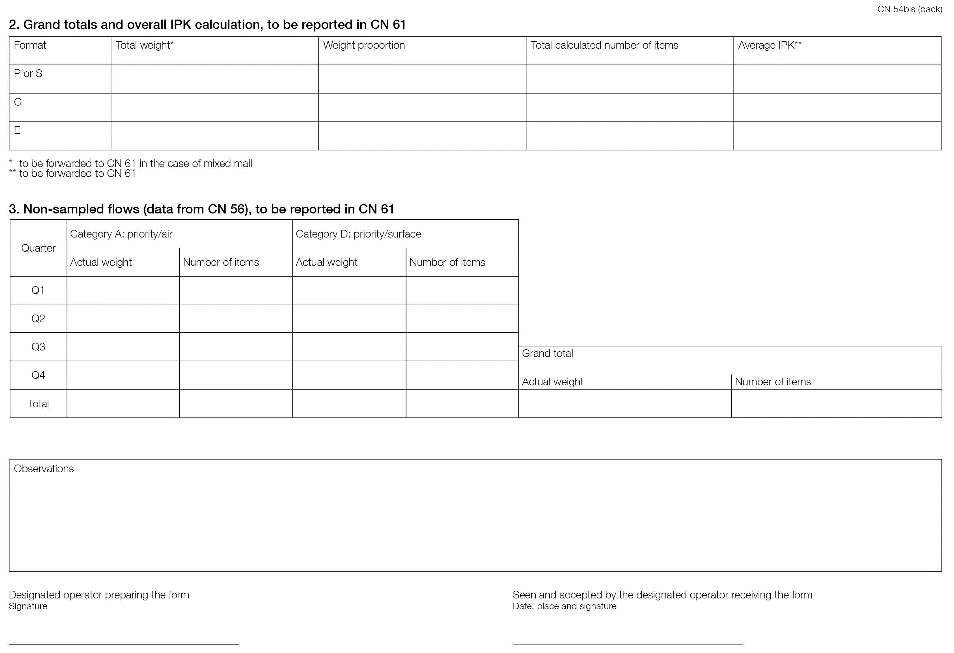 CN 54bis (back)
2. Grand totals and overall IPK calculation, to be reported in CN 61
Format Total weight* Weight proportion Total calculated number of items Average IPK**
P or S
G
E
* to be forwarded to CN 61 in the case of mixed mail
** to be forwarded to CN 61
3. Non-sampled flows (data from CN 56), to be reported in CN 61
Quarter Category A: priority/air Category D: priority/surface
Actual weight Number of items Actual weight Number of items
Q1
Q2
Q3
Grand total
Q4
Actual weight Number of items
Total
Observations
Designated operator preparing the form
Signature
Seen and accepted by the designated operator receiving the form
Date, place and signature